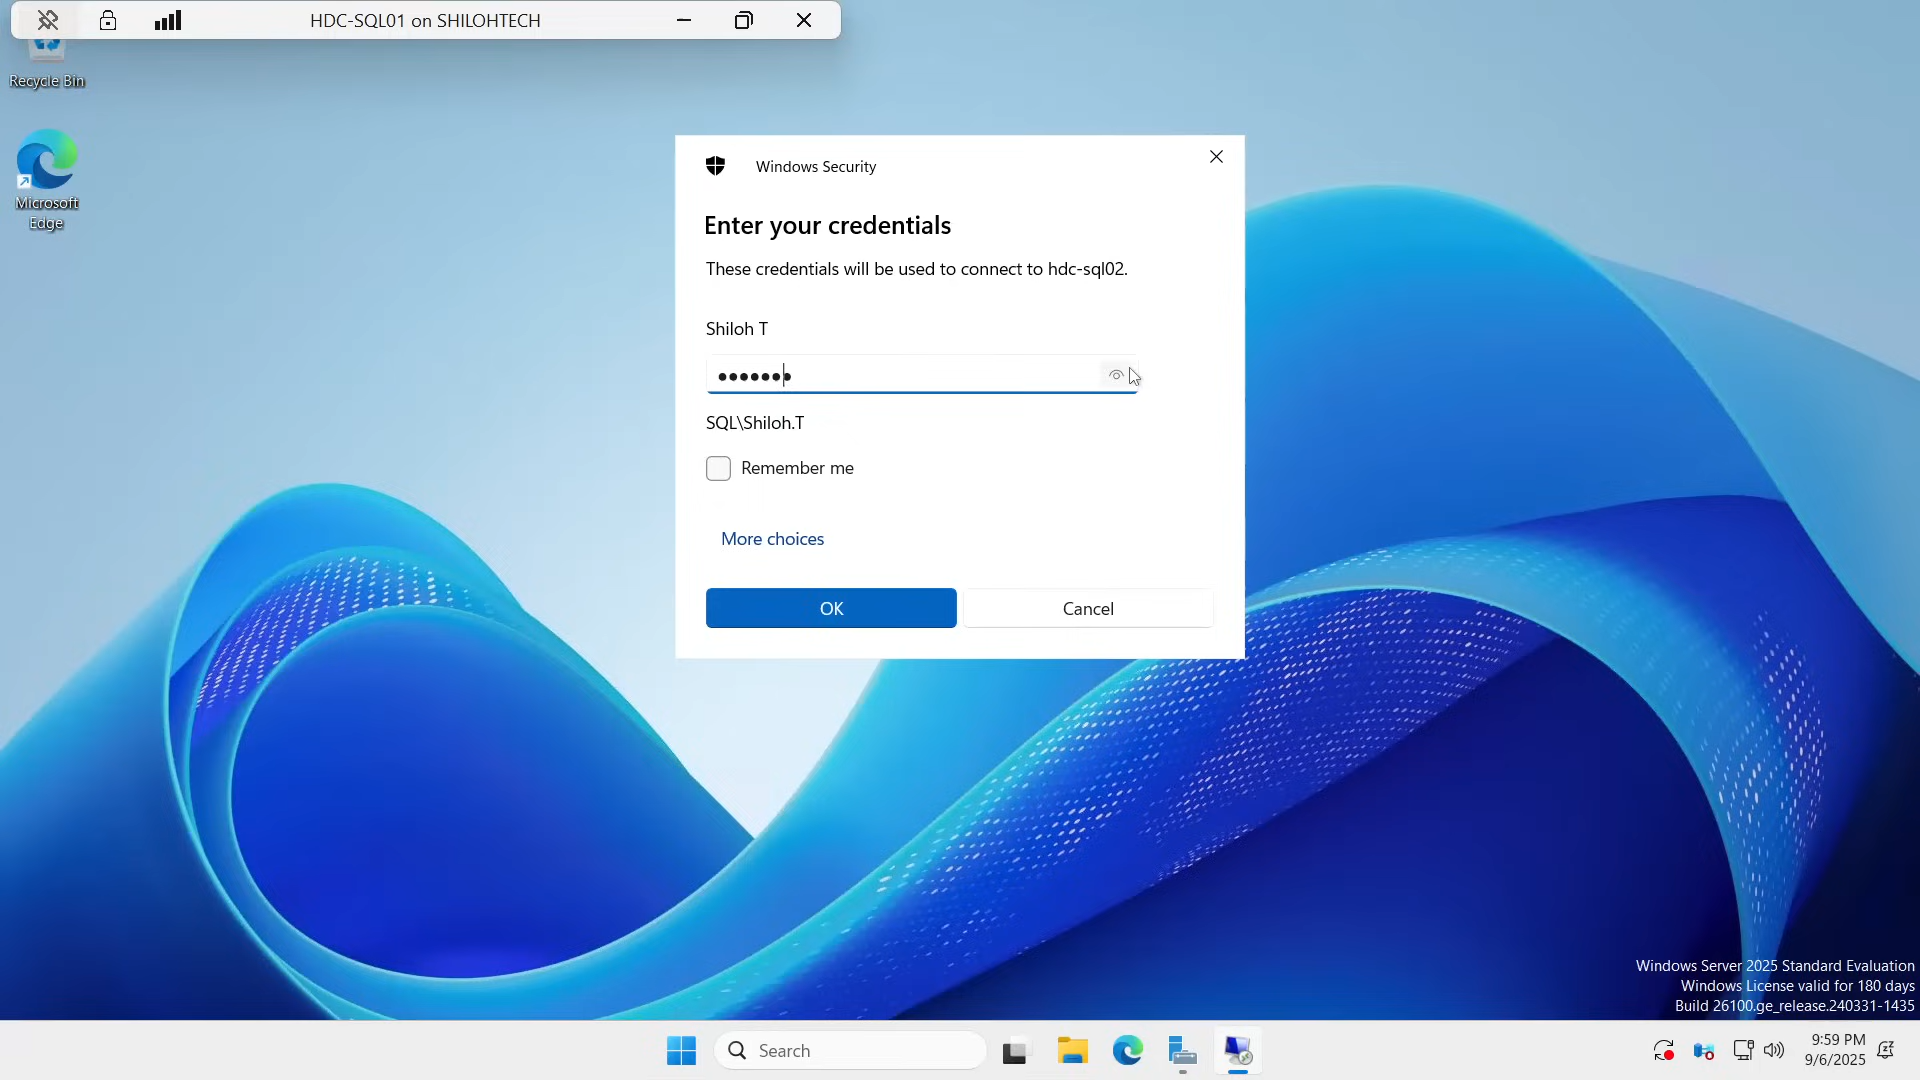 HDC-SQL01 on SHILOHTECH
Recycle Bin
Microsoft
Edge
Windows Security
Enter your credentials
These credentials will be used to connect to hdc-sql02.
Shiloh T
●●●●●●●
SQL\Shiloh.T
Remember me
More choices
OK
Cancel
Windows Server 2025 Standard Evaluation
Windows License valid for 180 days
Build 26100.ge_release.240331-1435
Search
9:59 PM
9/6/2025